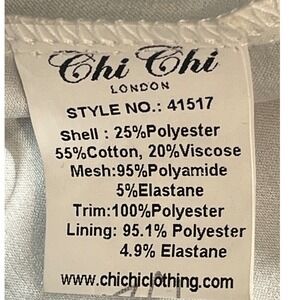 Chi Chi
LONDON
STYLE NO.: 41517
Shell : 25%Polyester
55%Cotton, 20%Viscose
Mesh:95%Polyamide
5%Elastane
Trim:100%Polyester
Lining: 95.1% Polyester
4.9% Elastane
www.chichiclothing.com